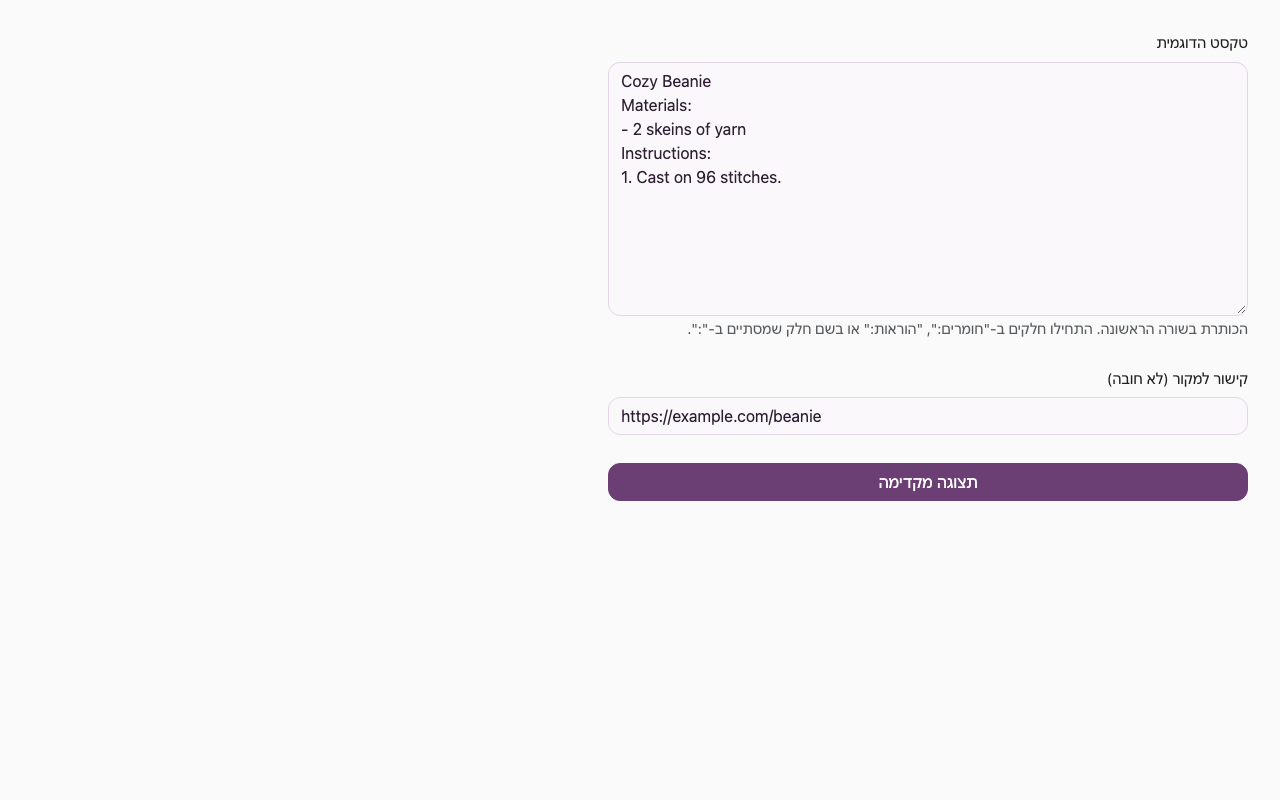 טקסט הדוגמית
Cozy Beanie
Materials:
- 2 skeins of yarn
Instructions:
1. Cast on 96 stitches.
הכותרת בשורה הראשונה. התחילו חלקים ב-"חומרים:", "הוראות:" או בשם חלק שמסתיים ב-":".
קישור למקור (לא חובה)
https://example.com/beanie
תצוגה מקדימה